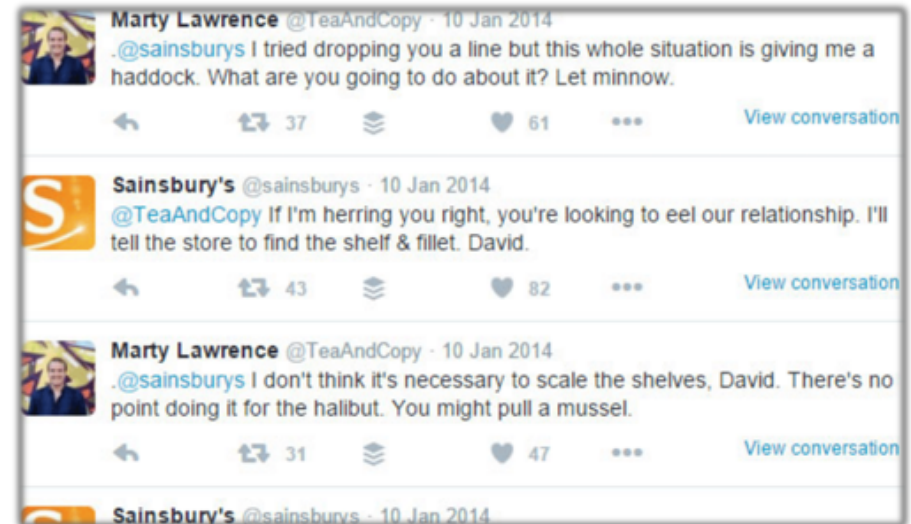 Marty Lawrence @TeaAndCopy · 10 Jan 2014
.@sainsburys I tried dropping you a line but this whole situation is giving me a
haddock. What are you going to do about it? Let minnow.
37 61 View conversation
Sainsbury's @sainsburys · 10 Jan 2014
@TeaAndCopy If I'm herring you right, you're looking to eel our relationship. I'll
tell the store to find the shelf & fillet. David.
43 82 View conversation
Marty Lawrence @TeaAndCopy · 10 Jan 2014
.@sainsburys I don't think it's necessary to scale the shelves, David. There's no
point doing it for the halibut. You might pull a mussel.
31 47 View conversation
Sainsbury's @sainsburys · 10 Jan 2014